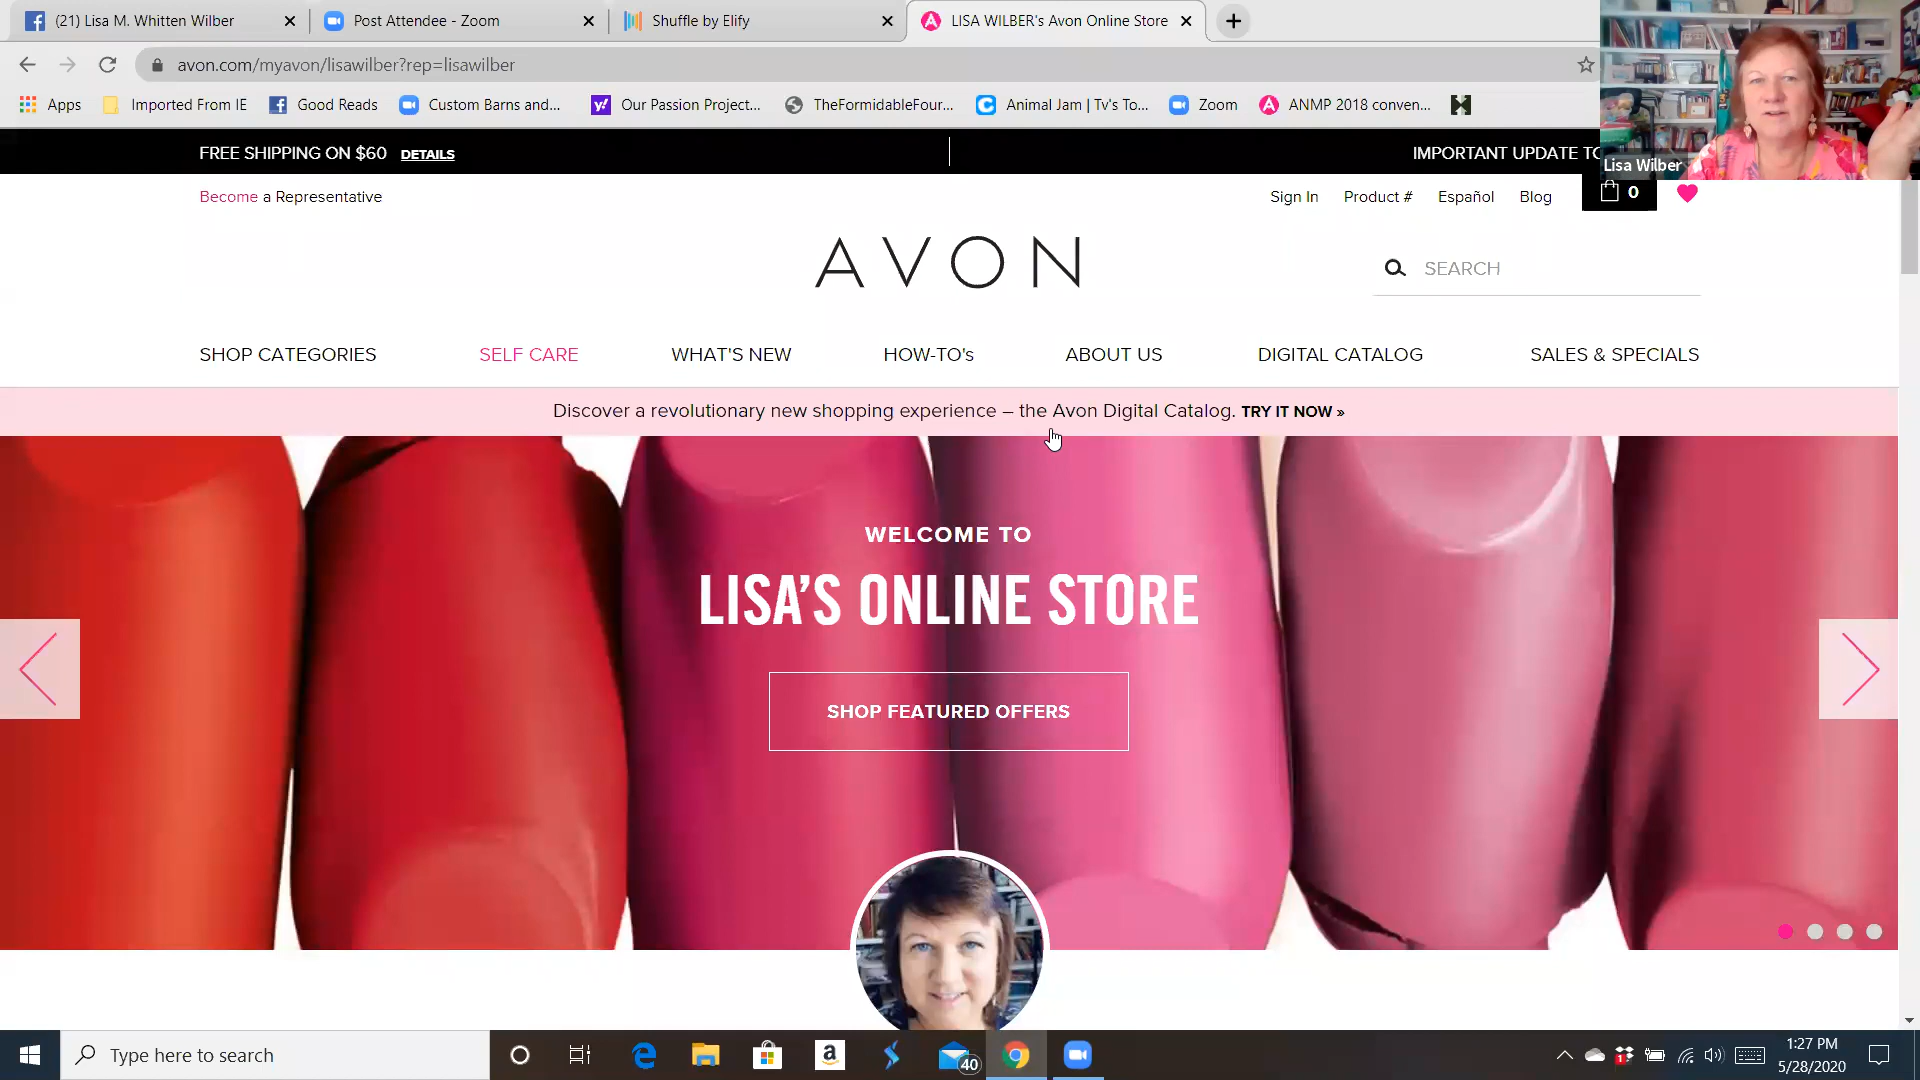 (21) Lisa M. Whitten Wilber
Post Attendee - Zoom
Shuffle by Elify
LISA WILBER's Avon Online Store
avon.com/myavon/lisawilber?rep=lisawilber
Apps
Imported From IE
Good Reads
Custom Barns and...
Our Passion Project...
TheFormidableFour...
Animal Jam | Tv's To...
Zoom
ANMP 2018 conven...
Lisa Wilber
FREE SHIPPING ON $60 DETAILS
IMPORTANT UPDATE TO
Become a Representative
Sign In
Product #
Español
Blog
0
AVON
SEARCH
SHOP CATEGORIES
SELF CARE
WHAT'S NEW
HOW-TO's
ABOUT US
DIGITAL CATALOG
SALES & SPECIALS
Discover a revolutionary new shopping experience – the Avon Digital Catalog. TRY IT NOW »
WELCOME TO
LISA'S ONLINE STORE
SHOP FEATURED OFFERS
Type here to search
40
1
1:27 PM
5/28/2020